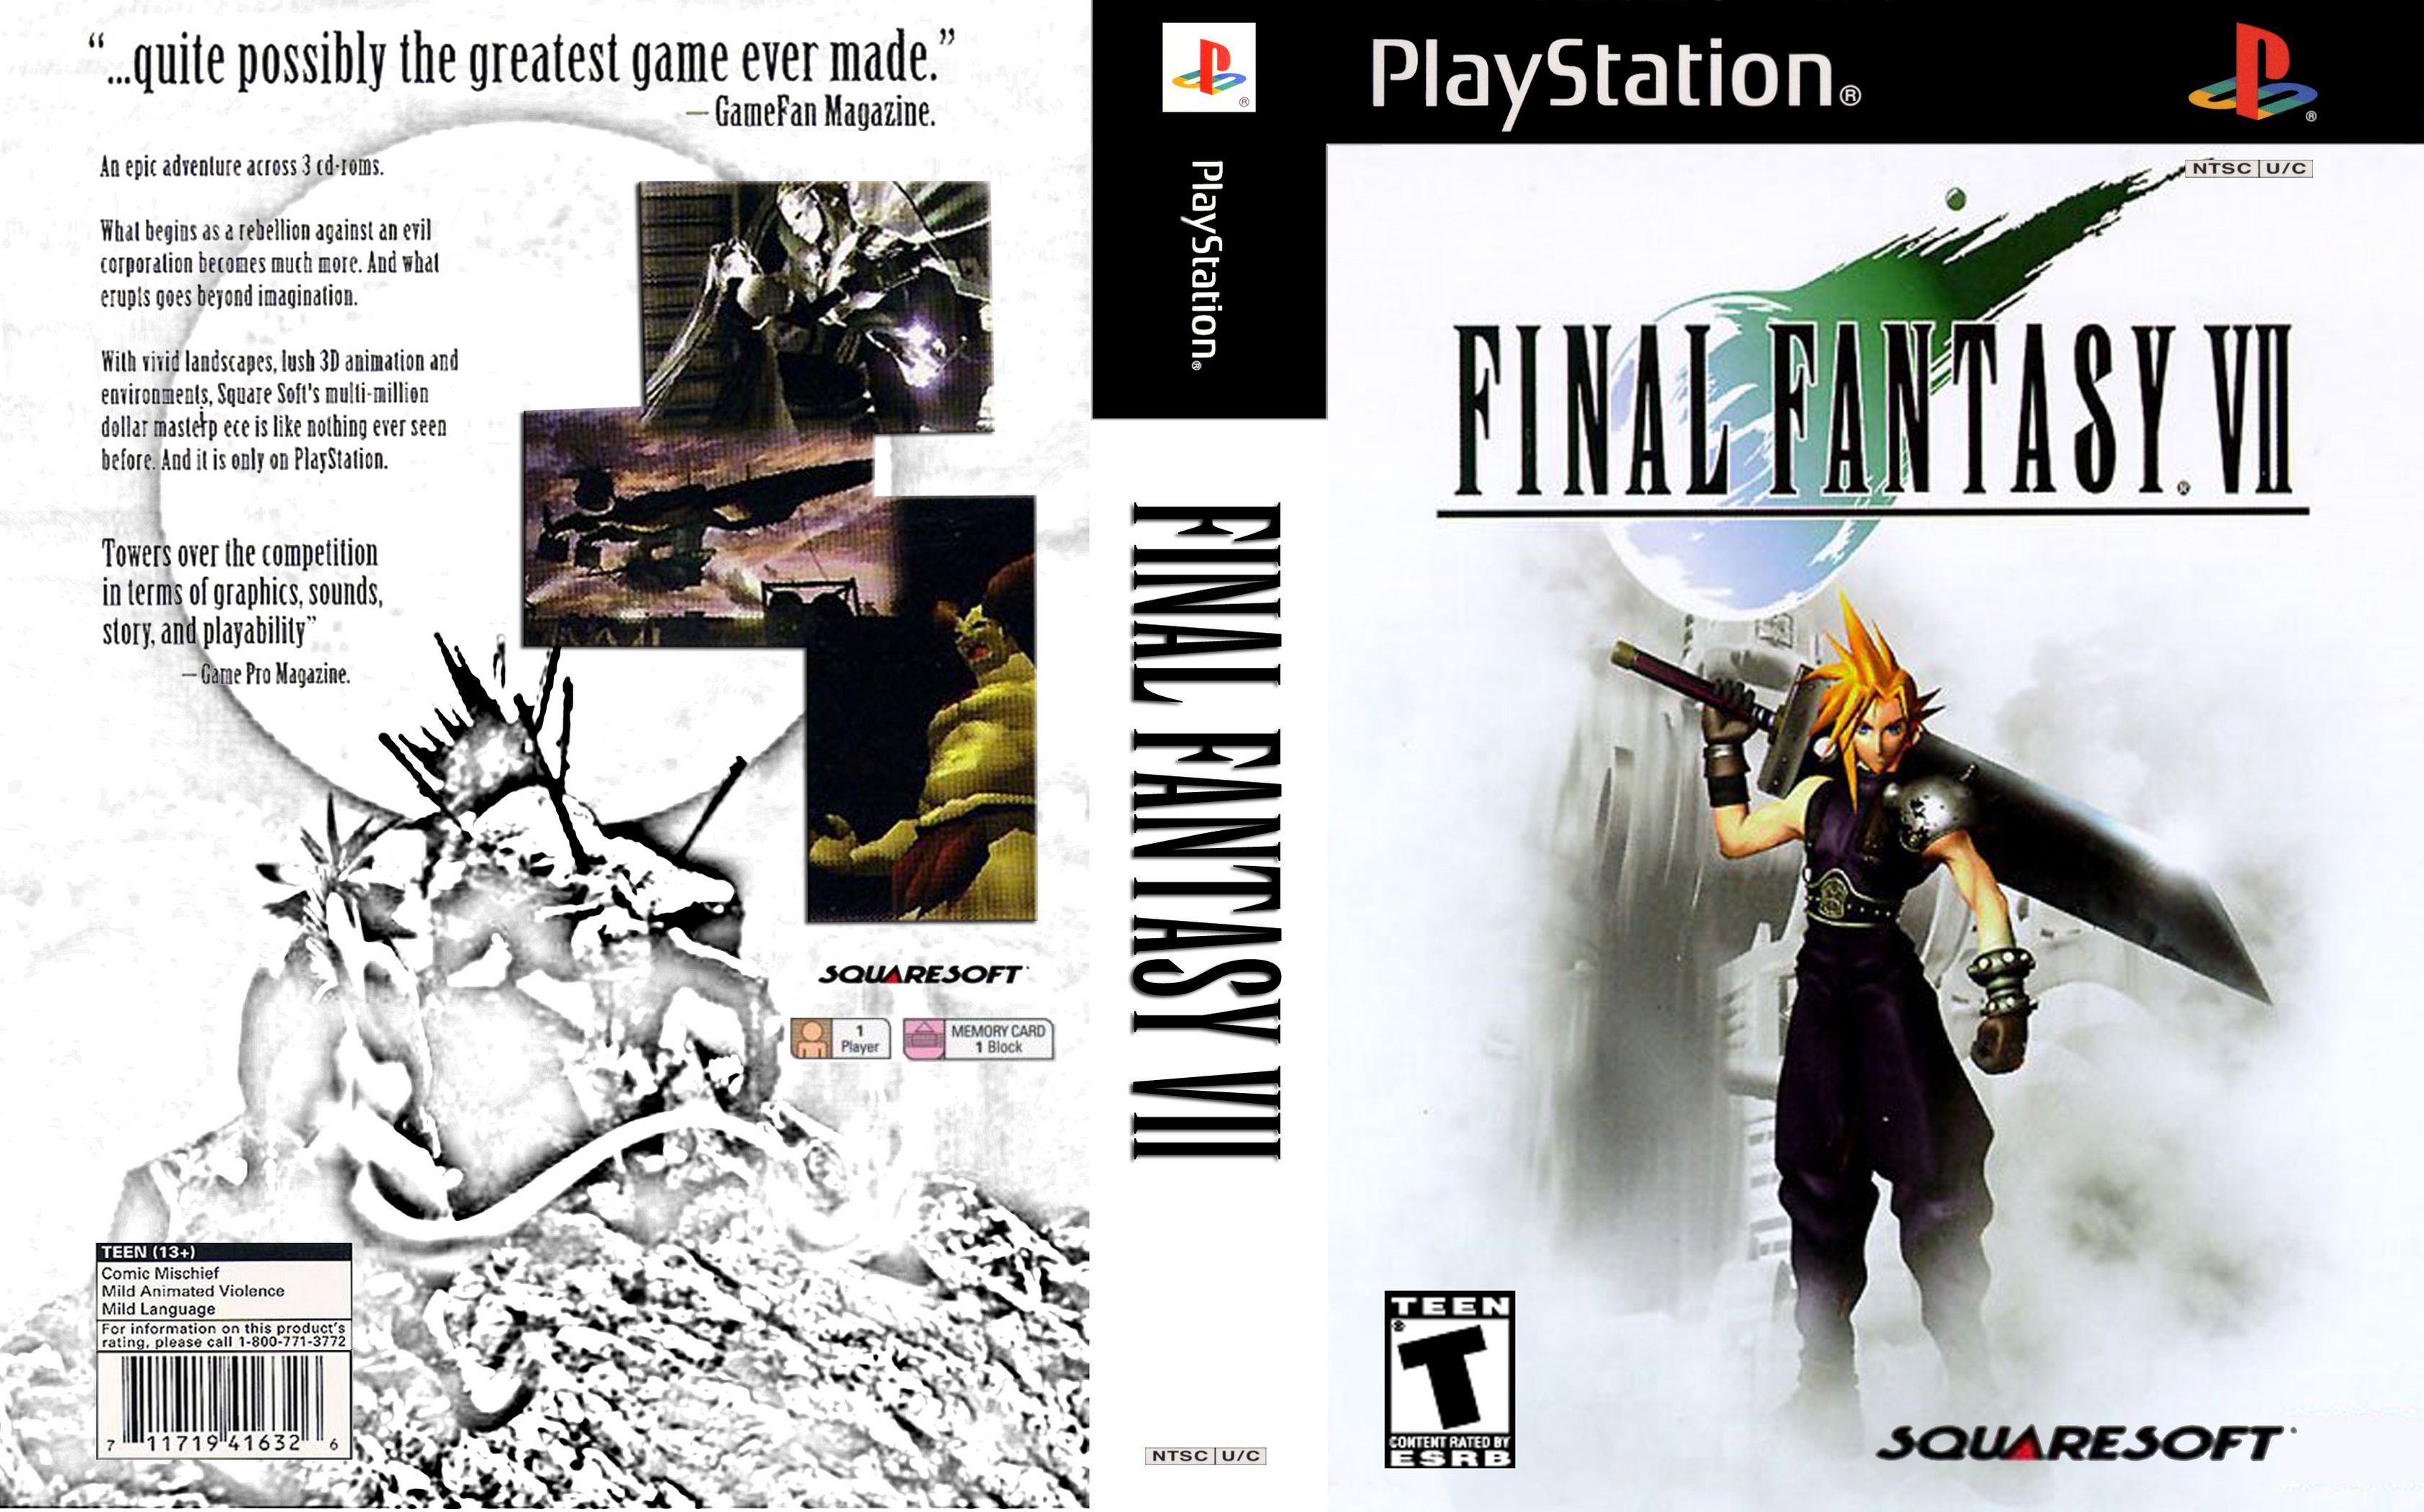 “...quite possibly the greatest game ever made.”
— GameFan Magazine.
An epic adventure across 3 cd-roms.
What begins as a rebellion against an evil
corporation becomes much more. And what
erupts goes beyond imagination.
With vivid landscapes, lush 3D animation and
environments, Square Soft's multi-million
dollar masterp ece is like nothing ever seen
before. And it is only on PlayStation.
Towers over the competition
in terms of graphics, sounds,
story, and playability”
— Game Pro Magazine.
SQUARESOFT
1
Player
MEMORY CARD
1 Block
TEEN (13+)
Comic Mischief
Mild Animated Violence
Mild Language
For information on this product's
rating, please call 1-800-771-3772
7 11719 41632 6
PlayStation®
FINAL FANTASY VII
NTSC U/C
PlayStation®
NTSC U/C
FINAL FANTASY® VII
TEEN
T
CONTENT RATED BY
ESRB
SQUARESOFT